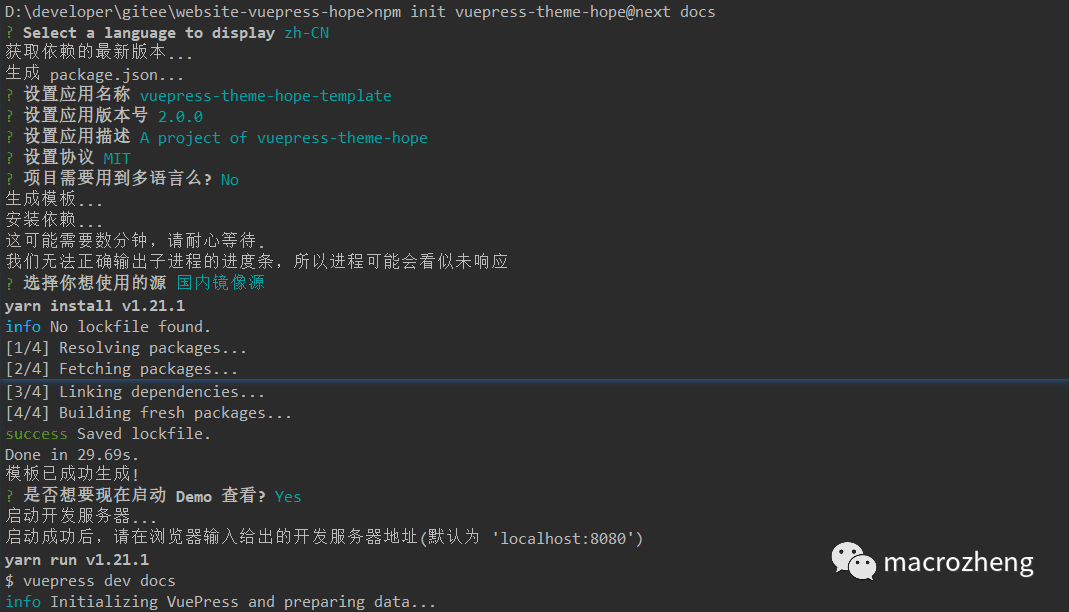 D:\developer\gitee\website-vuepress-hope>npm init vuepress-theme-hope@next docs
? Select a language to display zh-CN
获取依赖的最新版本...
生成 package.json...
? 设置应用名称 vuepress-theme-hope-template
? 设置应用版本号 2.0.0
? 设置应用描述 A project of vuepress-theme-hope
? 设置协议 MIT
? 项目需要用到多语言么? No
生成模板...
安装依赖...
这可能需要数分钟，请耐心等待.
我们无法正确输出子进程的进度条，所以进程可能会看似未响应
? 选择你想使用的源 国内镜像源
yarn install v1.21.1
info No lockfile found.
[1/4] Resolving packages...
[2/4] Fetching packages...
[3/4] Linking dependencies...
[4/4] Building fresh packages...
success Saved lockfile.
Done in 29.69s.
模板已成功生成!
? 是否想要现在启动 Demo 查看? Yes
启动开发服务器...
启动成功后，请在浏览器输入给出的开发服务器地址(默认为 'localhost:8080')
yarn run v1.21.1
$ vuepress dev docs
info Initializing VuePress and preparing data...
macrozheng